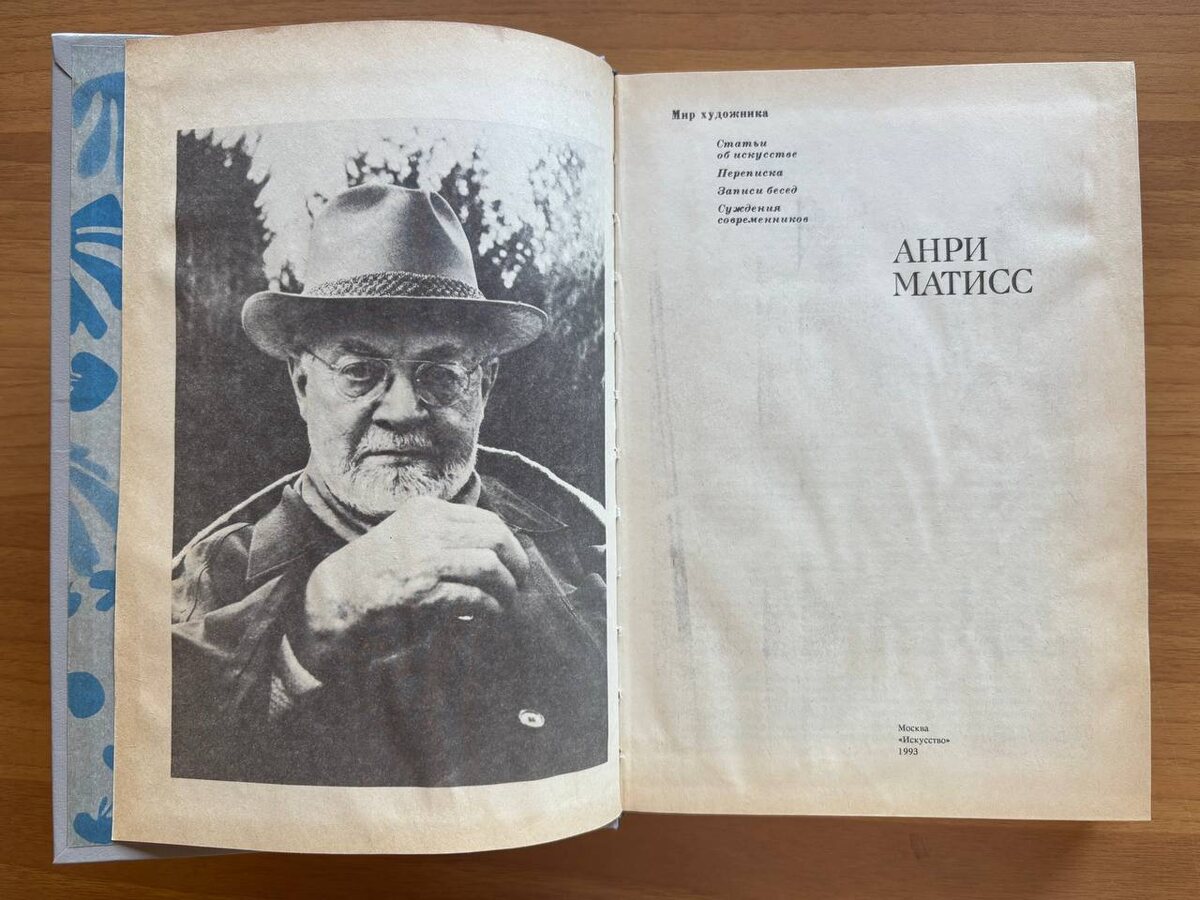 Мир художника
Статьи
об искусстве
Переписка
Записи бесед
Суждения
современников
АНРИ
МАТИСС
Москва
«Искусство»
1993